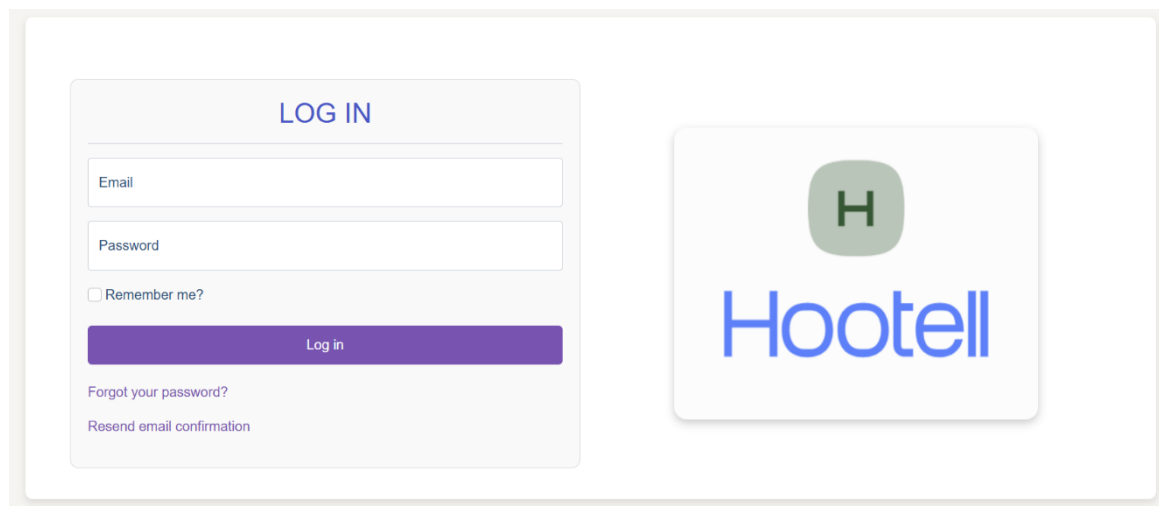 LOG IN
Email
Password
Remember me?
Log in
Forgot your password?
Resend email confirmation
H
Hootell